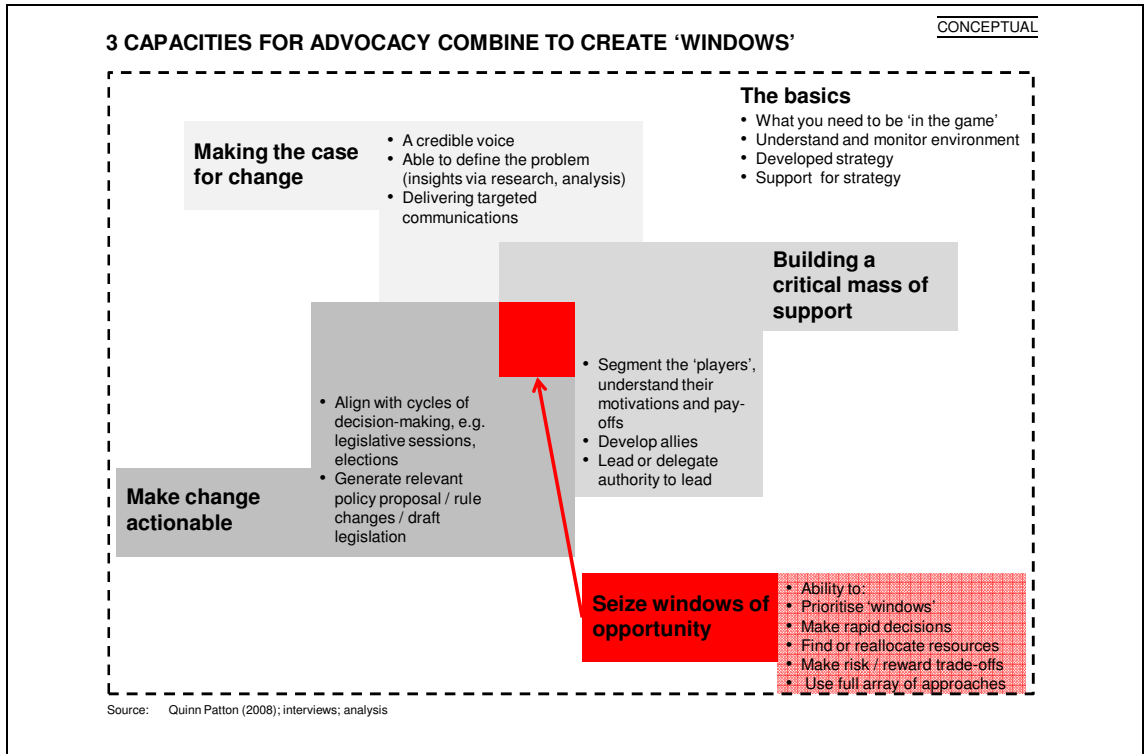 CONCEPTUAL
3 CAPACITIES FOR ADVOCACY COMBINE TO CREATE ‘WINDOWS’
The basics
• What you need to be ‘in the game’
• Understand and monitor environment
• Developed strategy
• Support for strategy
Making the case
for change
• A credible voice
• Able to define the problem
(insights via research, analysis)
• Delivering targeted
communications
Building a
critical mass of
support
• Segment the ‘players’,
understand their
motivations and pay-
offs
• Develop allies
• Lead or delegate
authority to lead
Make change
actionable
• Align with cycles of
decision-making, e.g.
legislative sessions,
elections
• Generate relevant
policy proposal / rule
changes / draft
legislation
Seize windows of
opportunity
• Ability to:
• Prioritise ‘windows’
• Make rapid decisions
• Find or reallocate resources
• Make risk / reward trade-offs
• Use full array of approaches
Source: Quinn Patton (2008); interviews; analysis